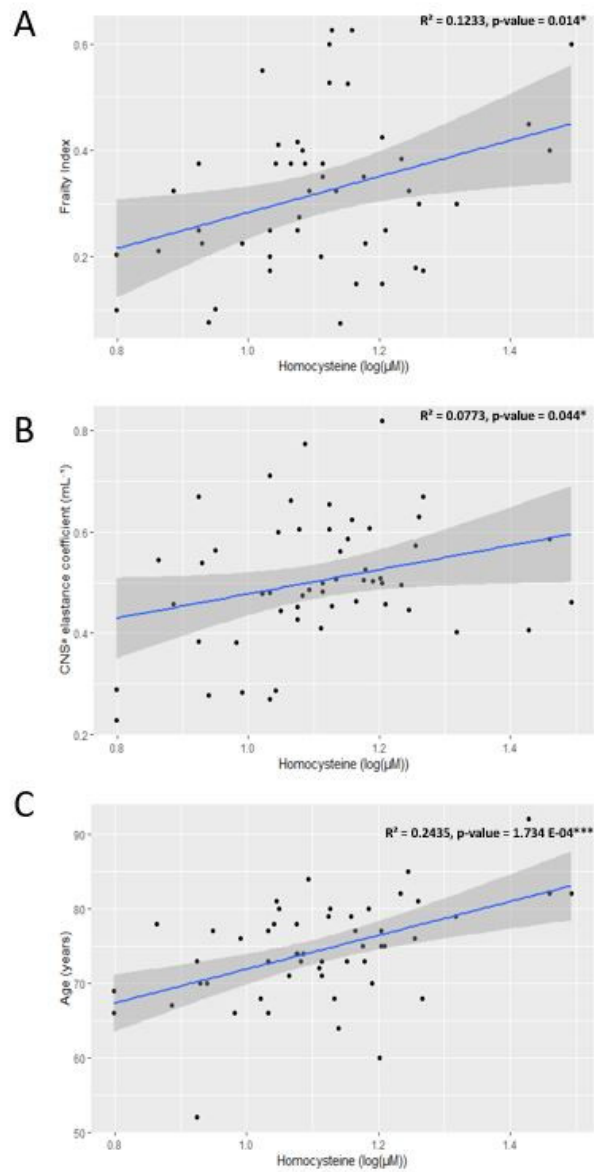 A
R² = 0.1233, p-value = 0.014*
Frailty Index
0.6
0.4
0.2
0.8
1.0
1.2
1.4
Homocysteine (log(µM))
B
R² = 0.0773, p-value = 0.044*
CNSᵃ elastance coefficient (mL⁻¹)
0.8
0.6
0.4
0.2
0.8
1.0
1.2
1.4
Homocysteine (log(µM))
C
R² = 0.2435, p-value = 1.734 E-04***
Age (years)
90
80
70
60
50
0.8
1.0
1.2
1.4
Homocysteine (log(µM))